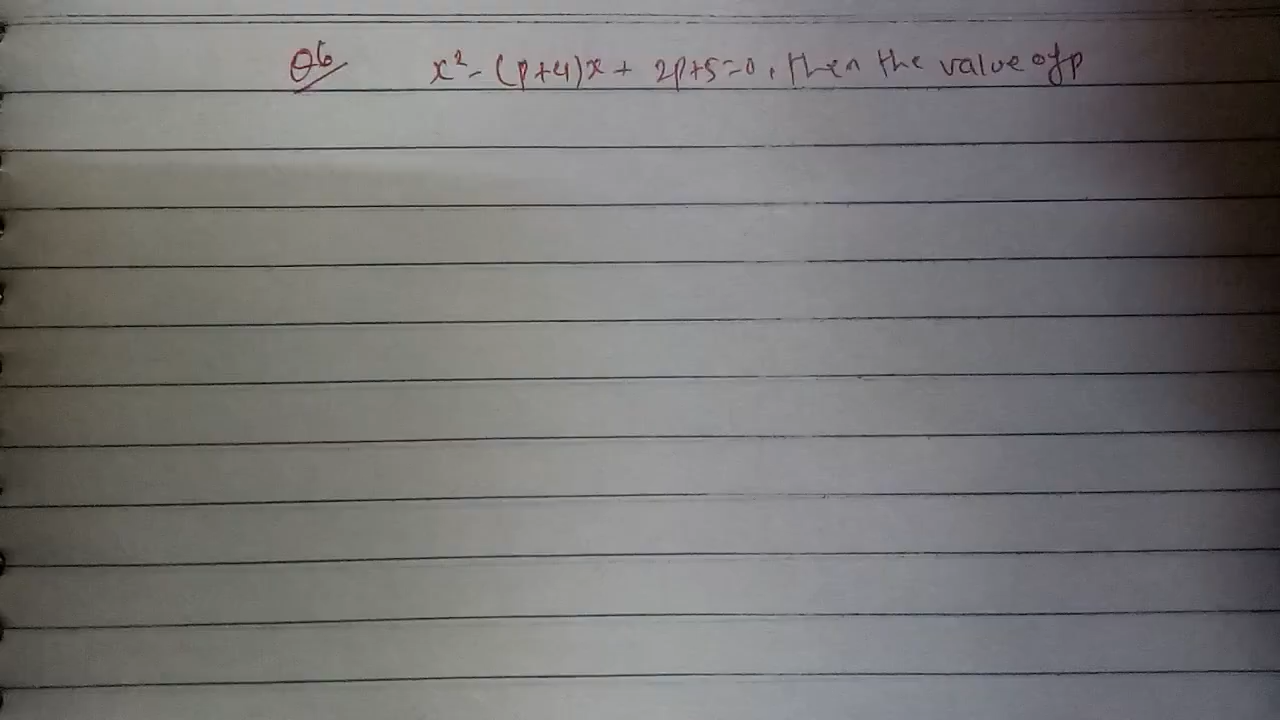 Q6 x² - (p+4)x + 2p+5=0, then the value of p